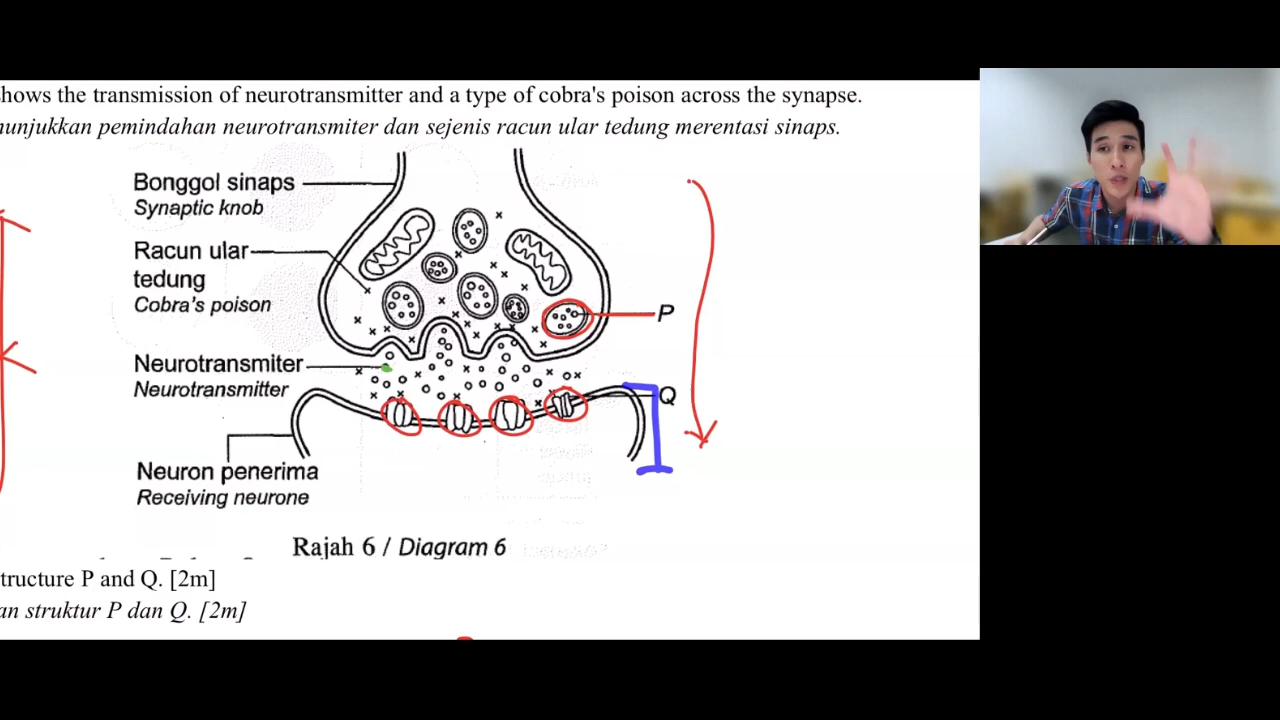 shows the transmission of neurotransmitter and a type of cobra's poison across the synapse.
nunjukkan pemindahan neurotransmiter dan sejenis racun ular tedung merentasi sinaps.
Bonggol sinaps
Synaptic knob
Racun ular
tedung
Cobra's poison
P
Neurotransmiter
Neurotransmitter
Q
Neuron penerima
Receiving neurone
Rajah 6 / Diagram 6
tructure P and Q. [2m]
an struktur P dan Q. [2m]